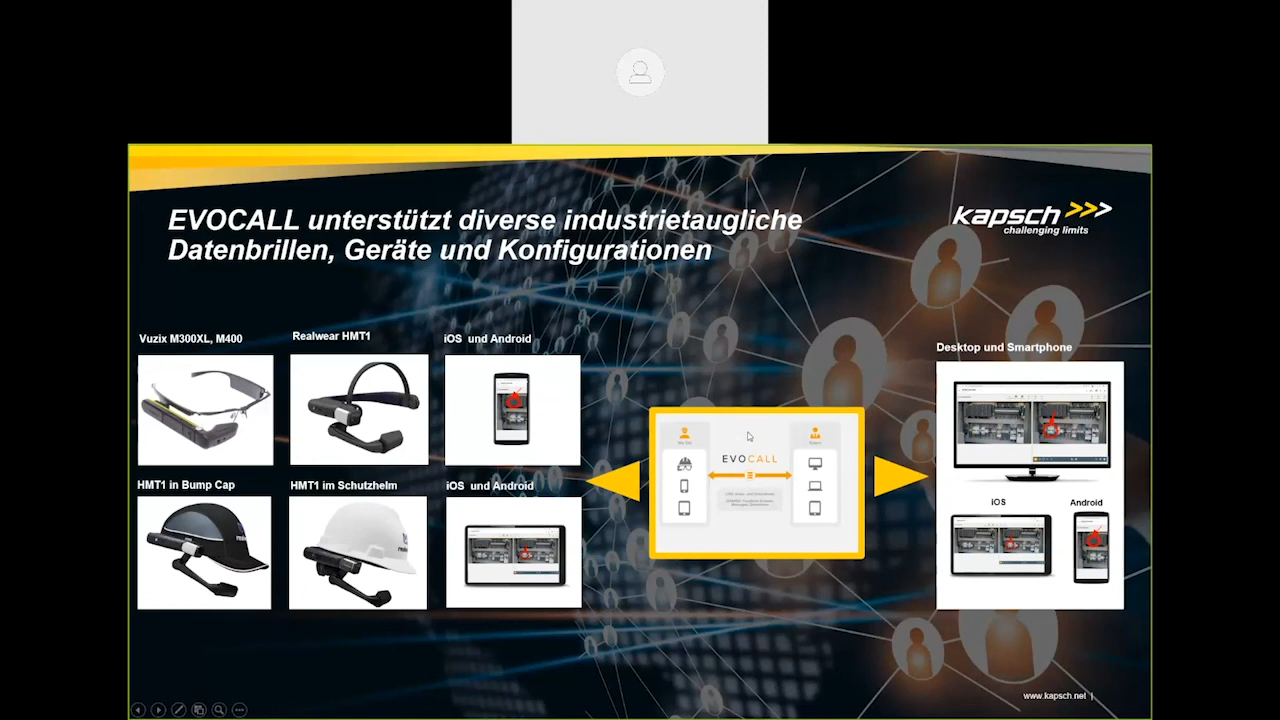 EVOCALL unterstützt diverse industrietaugliche
Datenbrillen, Geräte und Konfigurationen
kapsch >>>
challenging limits
Vuzix M300XL, M400
Realwear HMT1
iOS und Android
HMT1 in Bump Cap
HMT1 im Schutzhelm
iOS und Android
EVOCALL
Desktop und Smartphone
iOS
Android
www.kapsch.net |